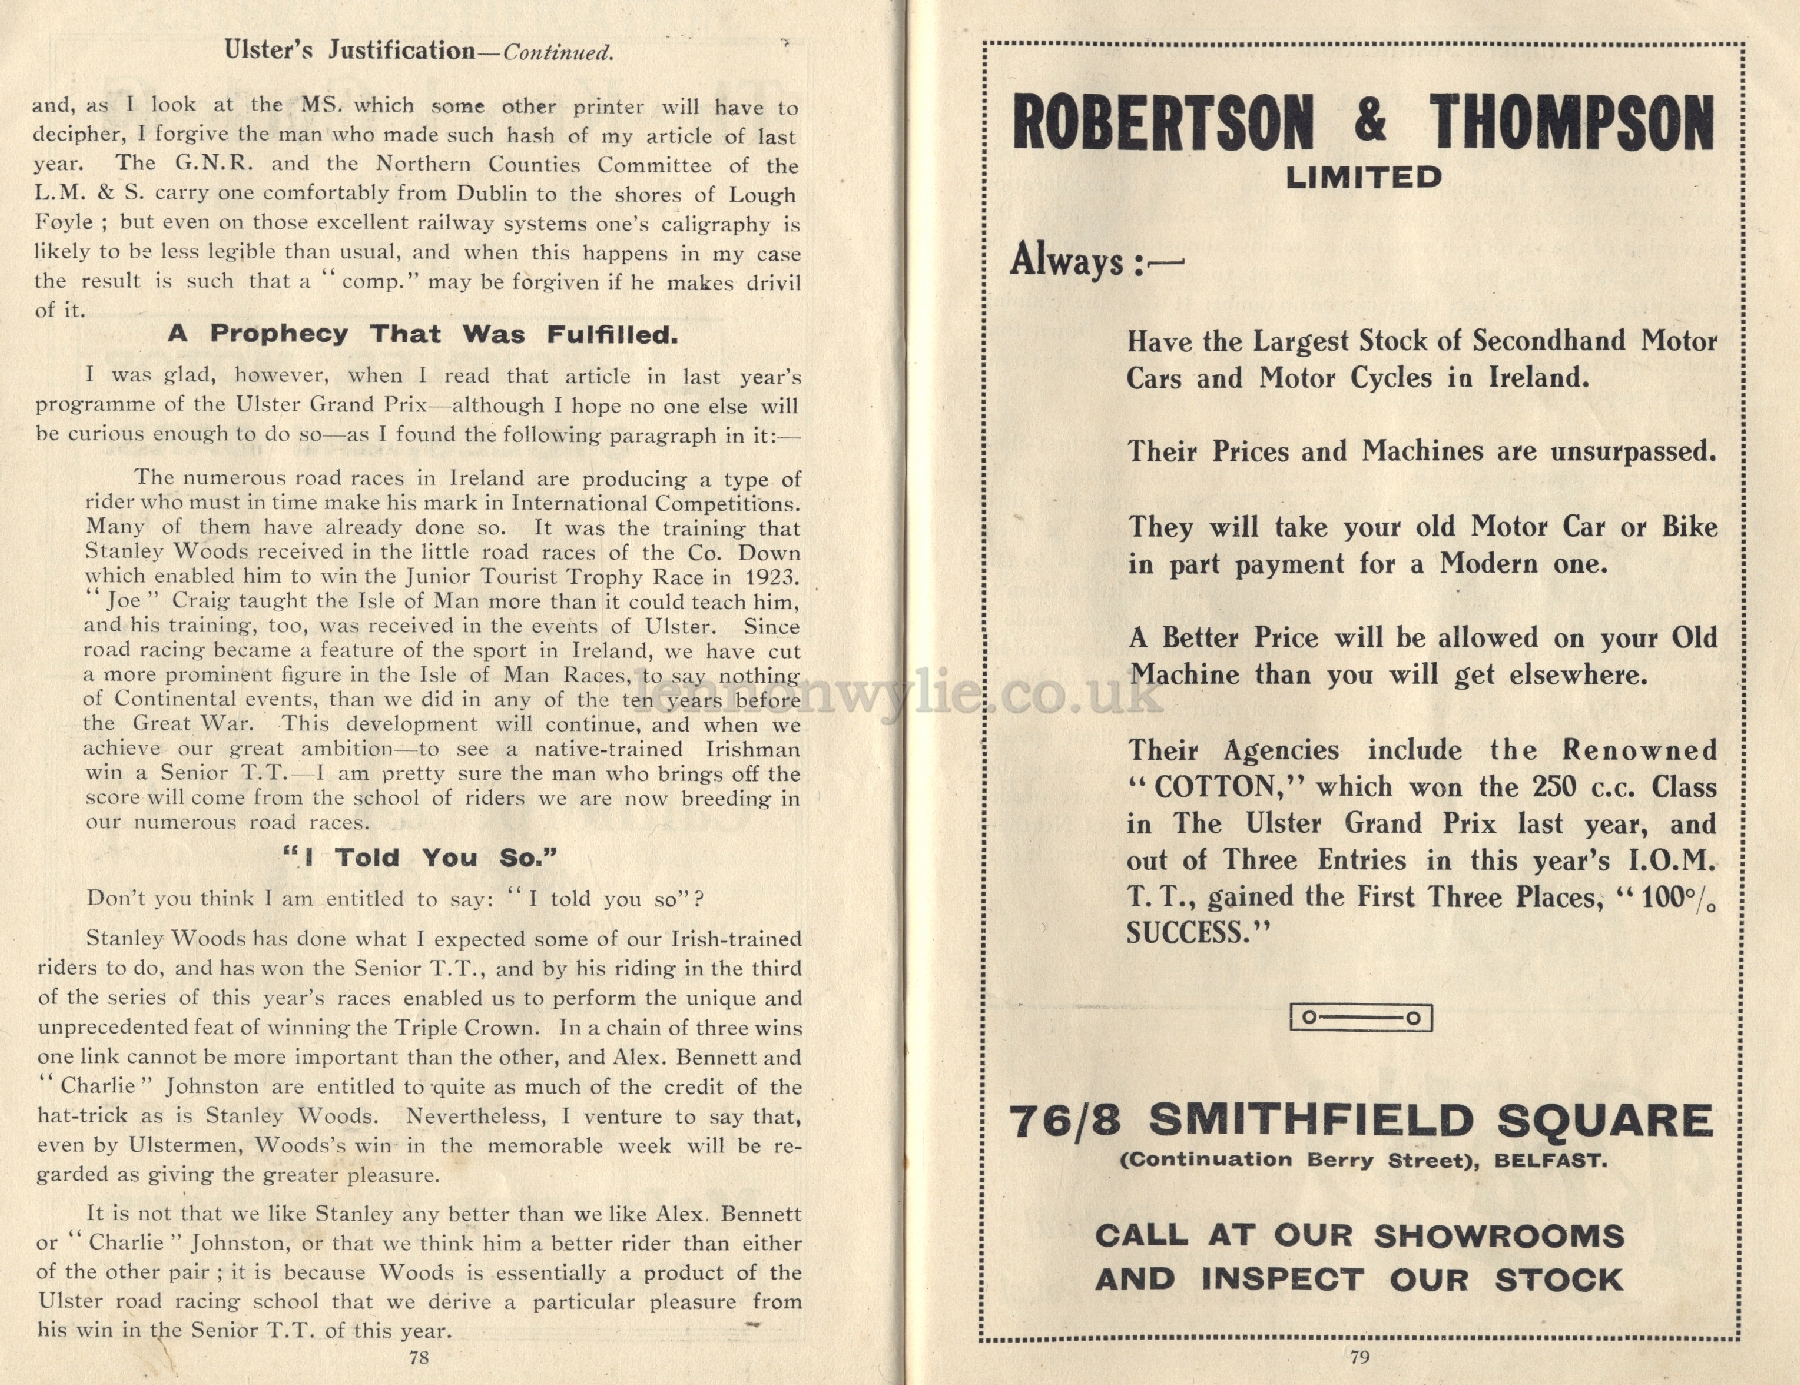 Ulster's Justification—Continued.
and, as I look at the MS. which some other printer will have to
decipher, I forgive the man who made such hash of my article of last
year. The G.N.R. and the Northern Counties Committee of the
L.M. & S. carry one comfortably from Dublin to the shores of Lough
Foyle ; but even on those excellent railway systems one's caligraphy is
likely to be less legible than usual, and when this happens in my case
the result is such that a "comp." may be forgiven if he makes drivil
of it.
A Prophecy That Was Fulfilled.
I was glad, however, when I read that article in last year's
programme of the Ulster Grand Prix—although I hope no one else will
be curious enough to do so—as I found the following paragraph in it:—
The numerous road races in Ireland are producing a type of
rider who must in time make his mark in International Competitions.
Many of them have already done so. It was the training that
Stanley Woods received in the little road races of the Co. Down
which enabled him to win the Junior Tourist Trophy Race in 1923.
"Joe" Craig taught the Isle of Man more than it could teach him,
and his training, too, was received in the events of Ulster. Since
road racing became a feature of the sport in Ireland, we have cut
a more prominent figure in the Isle of Man Races, to say nothing
of Continental events, than we did in any of the ten years before
the Great War. This development will continue, and when we
achieve our great ambition—to see a native-trained Irishman
win a Senior T.T.—I am pretty sure the man who brings off the
score will come from the school of riders we are now breeding in
our numerous road races.
"I Told You So."
Don't you think I am entitled to say: "I told you so"?
Stanley Woods has done what I expected some of our Irish-trained
riders to do, and has won the Senior T.T., and by his riding in the third
of the series of this year's races enabled us to perform the unique and
unprecedented feat of winning the Triple Crown. In a chain of three wins
one link cannot be more important than the other, and Alex. Bennett and
"Charlie" Johnston are entitled to quite as much of the credit of the
hat-trick as is Stanley Woods. Nevertheless, I venture to say that,
even by Ulstermen, Woods's win in the memorable week will be re-
garded as giving the greater pleasure.
It is not that we like Stanley any better than we like Alex. Bennett
or "Charlie" Johnston, or that we think him a better rider than either
of the other pair ; it is because Woods is essentially a product of the
Ulster road racing school that we derive a particular pleasure from
his win in the Senior T.T. of this year.
78
ROBERTSON & THOMPSON
LIMITED
Always :—
Have the Largest Stock of Secondhand Motor
Cars and Motor Cycles in Ireland.
Their Prices and Machines are unsurpassed.
They will take your old Motor Car or Bike
in part payment for a Modern one.
A Better Price will be allowed on your Old
Machine than you will get elsewhere.
Their Agencies include the Renowned
"COTTON," which won the 250 c.c. Class
in The Ulster Grand Prix last year, and
out of Three Entries in this year's I.O.M.
T.T., gained the First Three Places, "100%
SUCCESS."
76/8 SMITHFIELD SQUARE
(Continuation Berry Street), BELFAST.
CALL AT OUR SHOWROOMS
AND INSPECT OUR STOCK
79
lennonwylie.co.uk